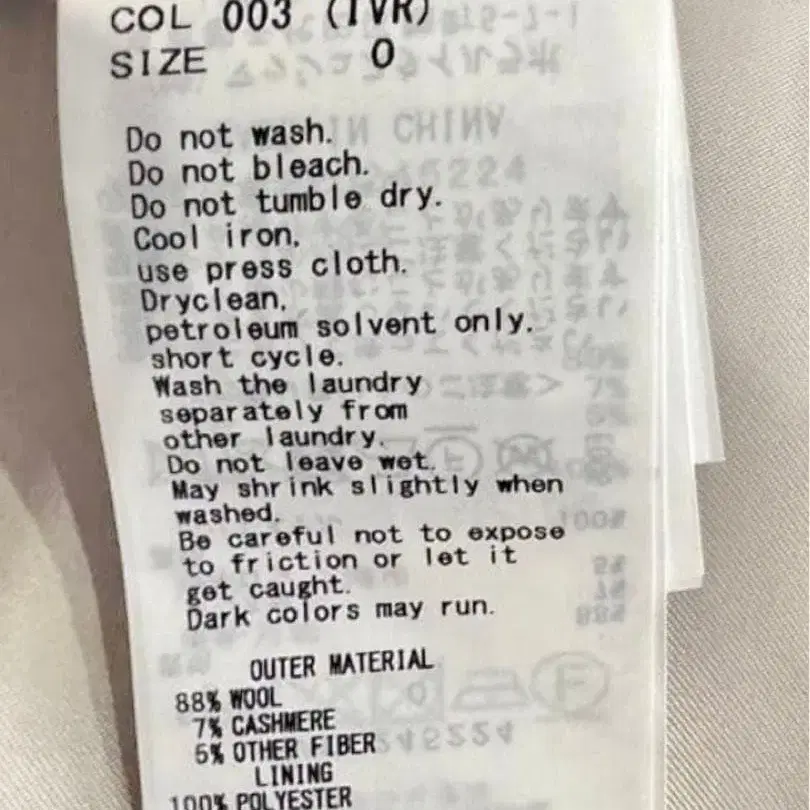 COL 003 (IVR)
SIZE 0
Do not wash.
Do not bleach.
Do not tumble dry.
Cool iron.
use press cloth.
Dryclean.
petroleum solvent only.
short cycle.
Wash the laundry
separately from
other laundry.
Do not leave wet.
May shrink slightly when
washed.
Be careful not to expose
to friction or let it
get caught.
Dark colors may run.
OUTER MATERIAL
88% WOOL
7% CASHMERE
5% OTHER FIBER
LINING
100% POLYESTER